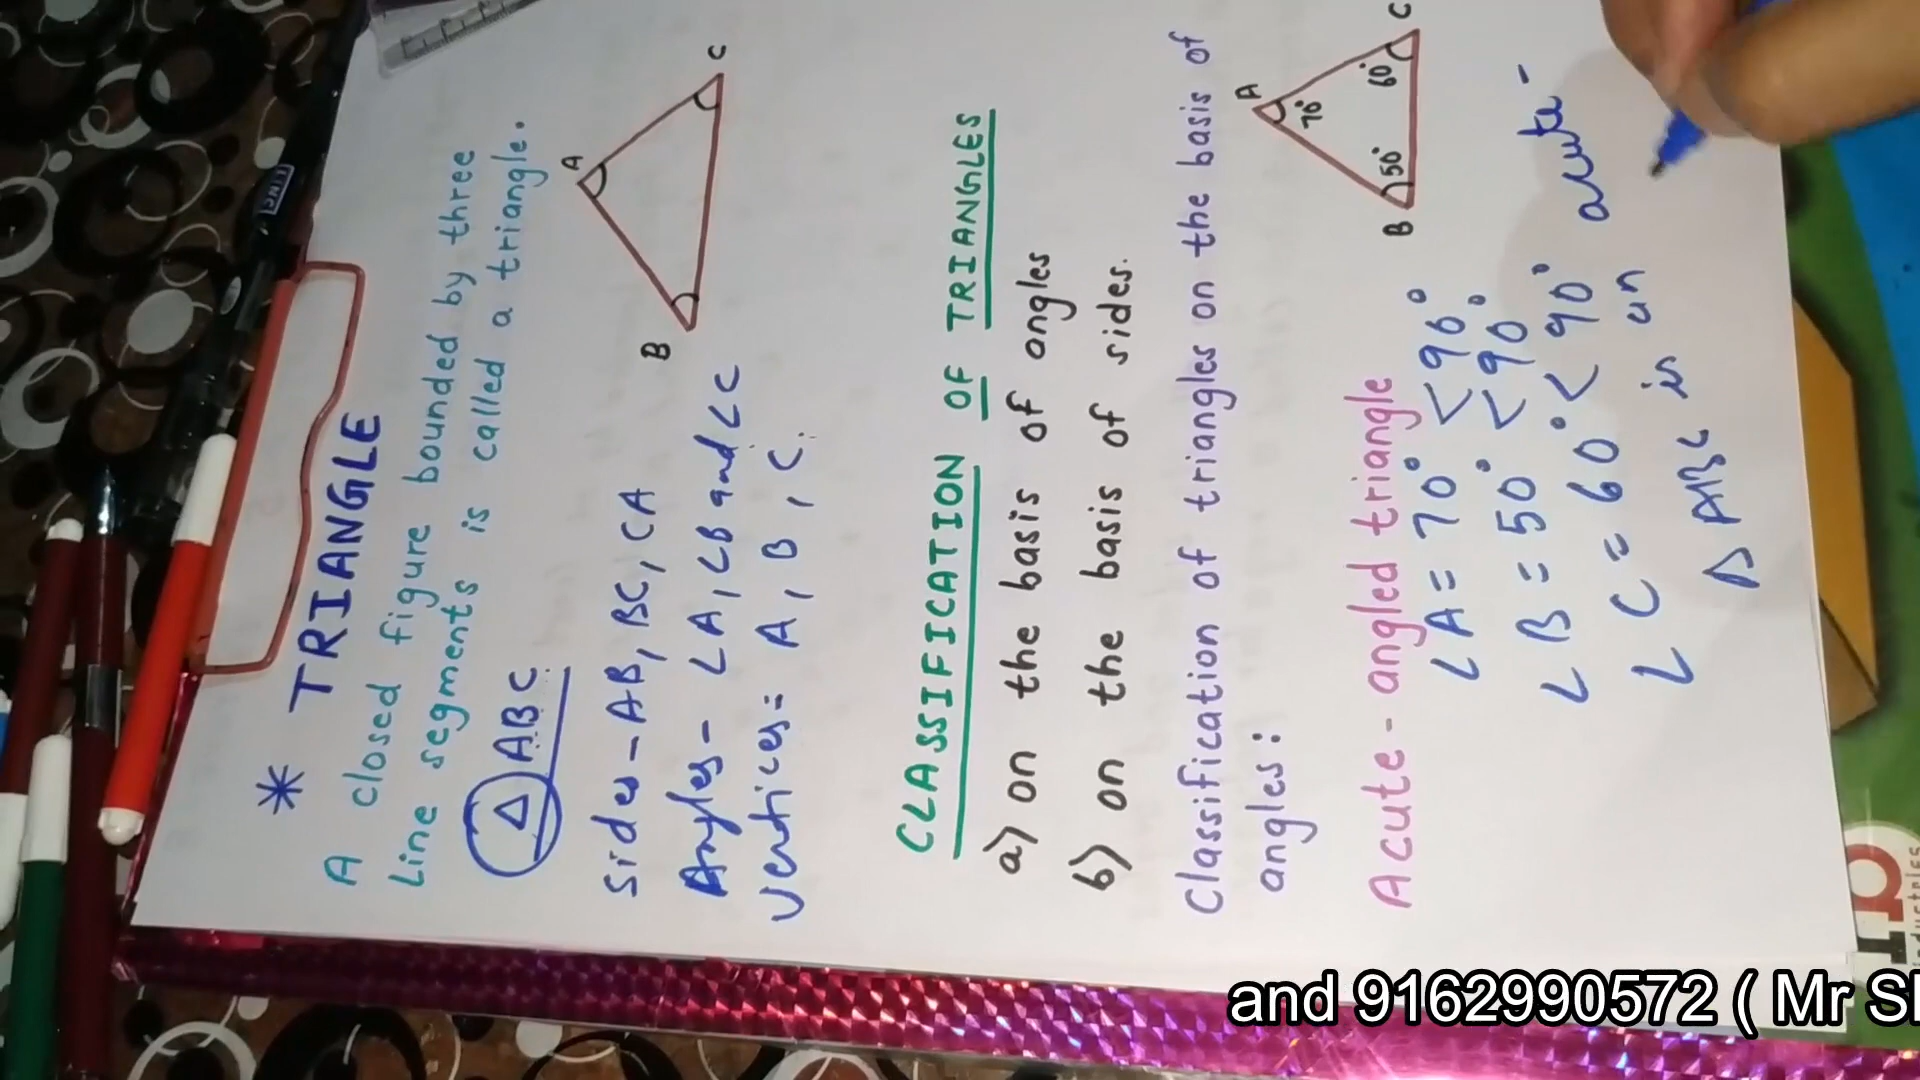 * TRIANGLE
A closed figure bounded by three
Line segments is called a triangle.
△ ABC
A
B
C
Sides - AB, BC, CA
Angles - ∠A, ∠B and ∠C
Vertices = A, B, C.
CLASSIFICATION OF TRIANGLES
a) on the basis of angles
b) on the basis of sides.
Classification of triangles on the basis of
angles:
Acute - angled triangle
A
70°
B 50° 60° C
∠A = 70° < 90°
∠B = 50° < 90°
∠C = 60° < 90°
△ ABC is an acute -
UNI
and 9162990572 ( Mr